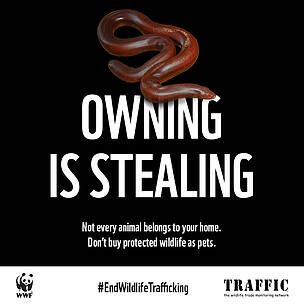 OWNING
IS STEALING
Not every animal belongs to your home.
Don't buy protected wildlife as pets.
WWF
#EndWildlifeTrafficking
TRAFFIC
the wildlife trade monitoring network